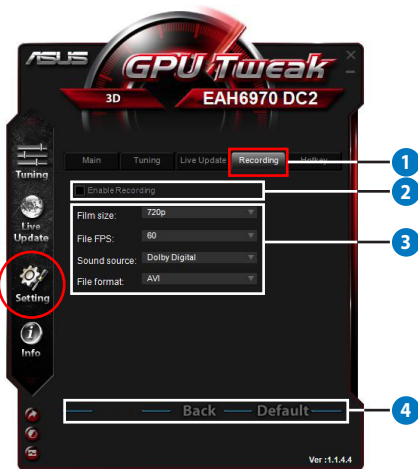 ASUS
GPU Tweak
3D
EAH6970 DC2
Main Tuning Live Update Recording Hotkey
1
Tuning
Enable Recording
2
Film size: 720p
File FPS: 60
3
Sound source: Dolby Digital
File format: AVI
Live
Update
Setting
Info
Back Default
4
Ver :1.1.4.4